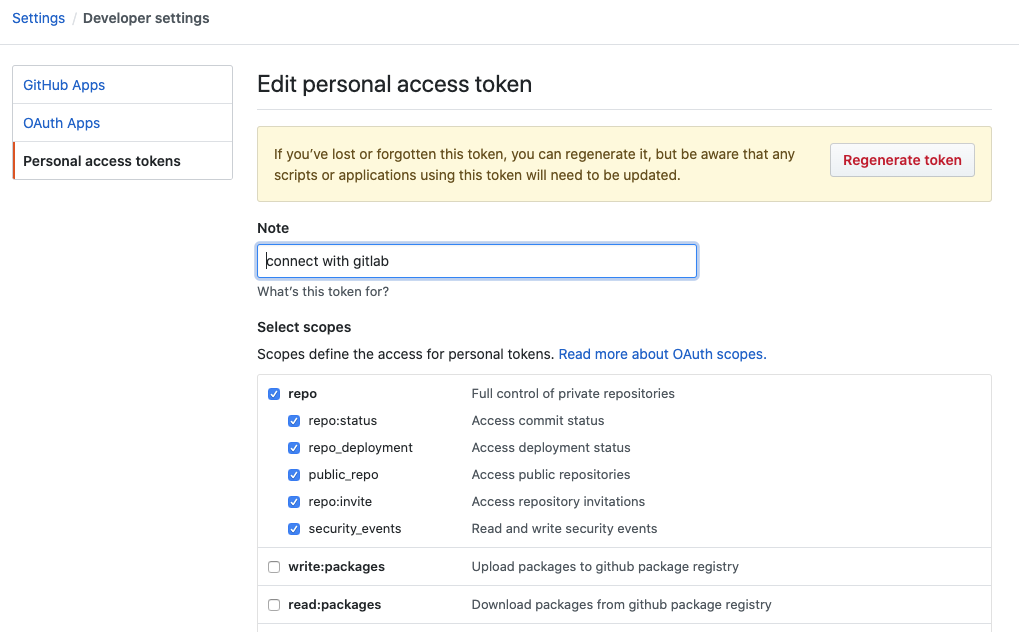 Settings / Developer settings
GitHub Apps
OAuth Apps
Personal access tokens
Edit personal access token
If you've lost or forgotten this token, you can regenerate it, but be aware that any
scripts or applications using this token will need to be updated.
Regenerate token
Note
connect with gitlab
What's this token for?
Select scopes
Scopes define the access for personal tokens. Read more about OAuth scopes.
repo Full control of private repositories
repo:status Access commit status
repo_deployment Access deployment status
public_repo Access public repositories
repo:invite Access repository invitations
security_events Read and write security events
write:packages Upload packages to github package registry
read:packages Download packages from github package registry